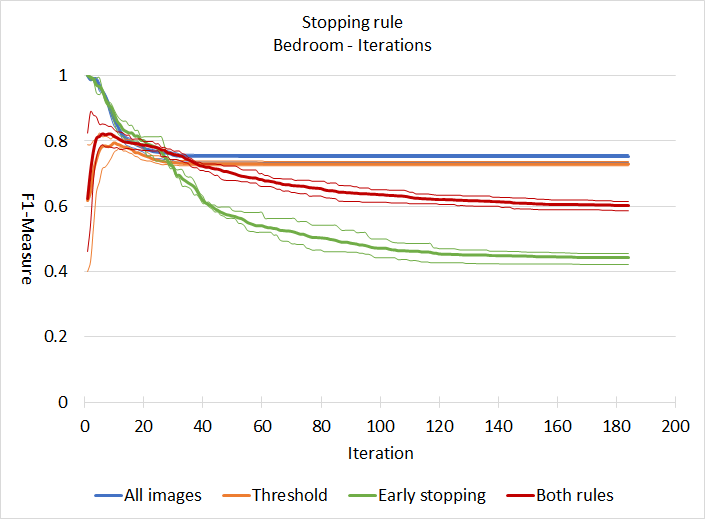 Stopping rule
Bedroom - Iterations
F1-Measure
1
0.8
0.6
0.4
0.2
0
0 20 40 60 80 100 120 140 160 180 200
Iteration
All images Threshold Early stopping Both rules